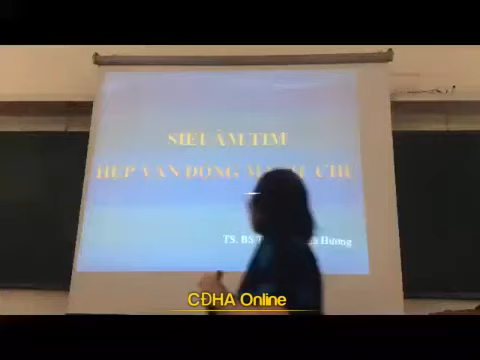 SIÊU ÂM TIM
HẸP VAN ĐỘNG MẠCH CHỦ
TS. BS Hương
CĐHA Online